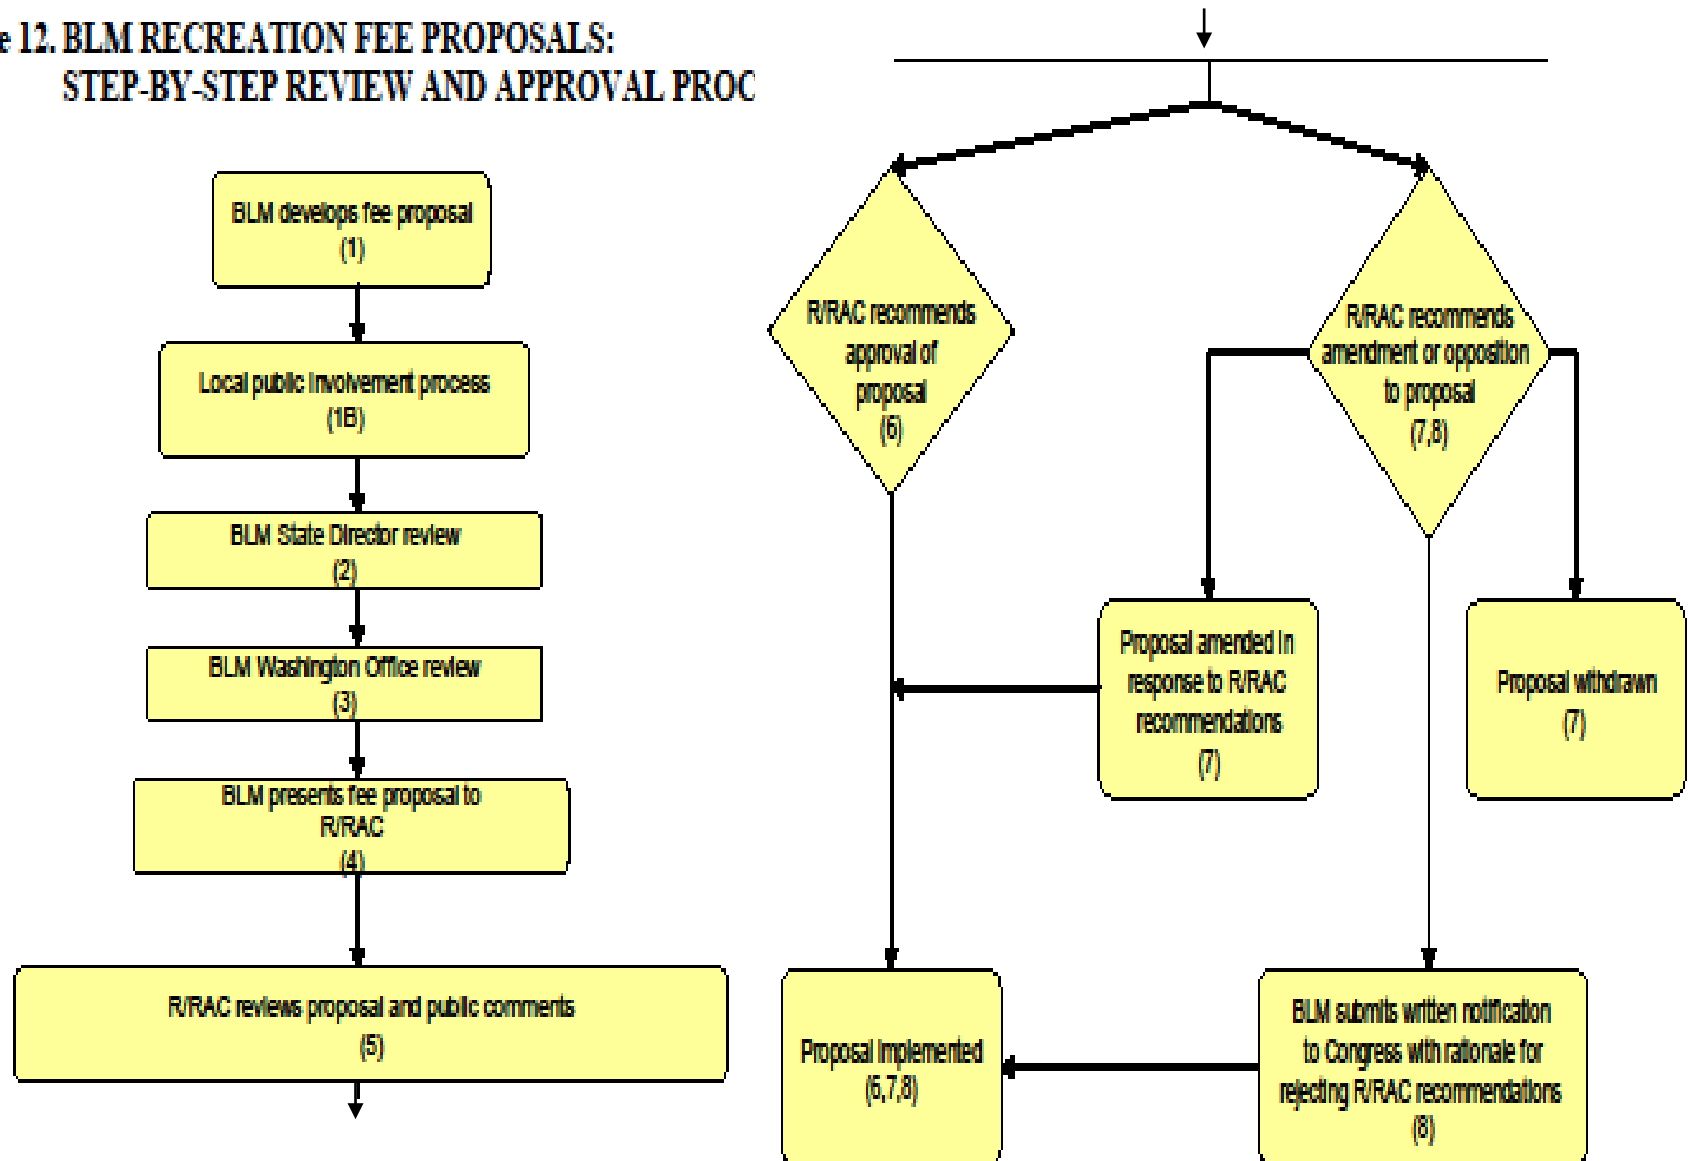 e 12. BLM RECREATION FEE PROPOSALS:
STEP-BY-STEP REVIEW AND APPROVAL PROC
BLM develops fee proposal
(1)
Local public involvement process
(1B)
BLM State Director review
(2)
BLM Washington Office review
(3)
BLM presents fee proposal to
R/RAC
(4)
R/RAC reviews proposal and public comments
(5)
R/RAC recommends
approval of
proposal
(6)
R/RAC recommends
amendment or opposition
to proposal
(7,8)
Proposal amended in
response to R/RAC
recommendations
(7)
Proposal withdrawn
(7)
Proposal implemented
(6,7,8)
BLM submits written notification
to Congress with rationale for
rejecting R/RAC recommendations
(8)